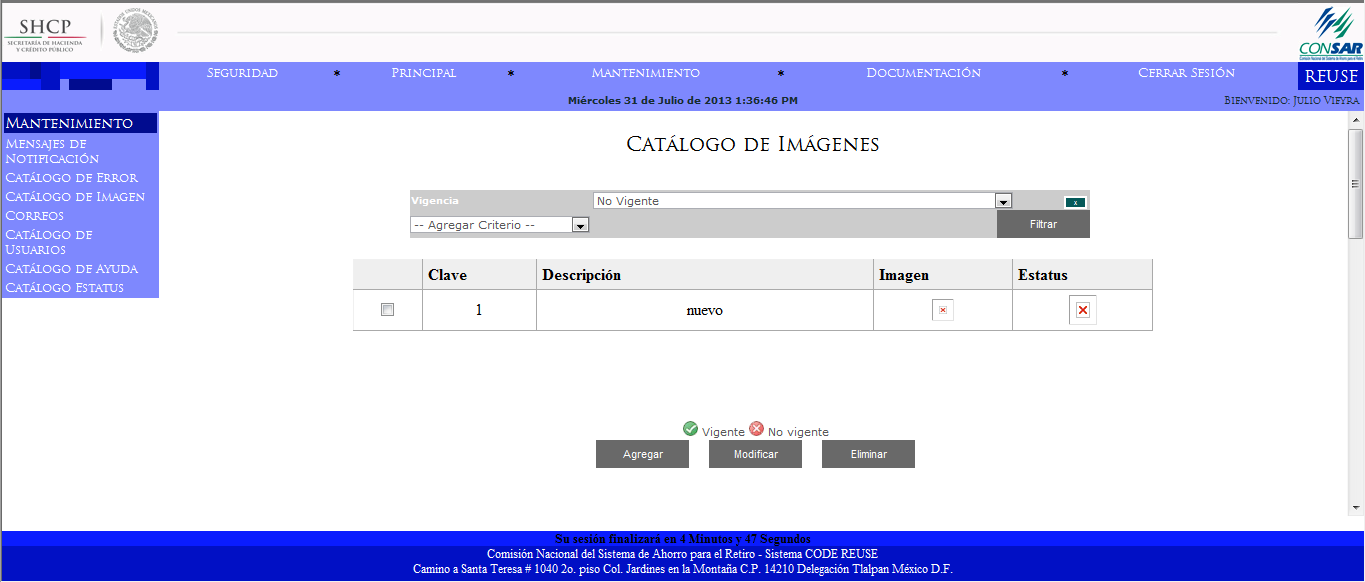 SHCP
SECRETARÍA DE HACIENDA
Y CRÉDITO PÚBLICO
CONSAR
Comisión Nacional del Sistema de Ahorro para el Retiro
SEGURIDAD * PRINCIPAL * MANTENIMIENTO * DOCUMENTACIÓN * CERRAR SESIÓN
REUSE
Miércoles 31 de Julio de 2013 1:36:46 PM
BIENVENIDO: JULIO VIEYRA
MANTENIMIENTO
MENSAJES DE
NOTIFICACIÓN
CATÁLOGO DE ERROR
CATÁLOGO DE IMAGEN
CORREOS
CATÁLOGO DE
USUARIOS
CATÁLOGO DE AYUDA
CATÁLOGO ESTATUS
CATÁLOGO DE IMÁGENES
Vigencia No Vigente x
-- Agregar Criterio -- Filtrar
Clave Descripción Imagen Estatus
1 nuevo
Vigente No vigente
Agregar Modificar Eliminar
Su sesión finalizará en 4 Minutos y 47 Segundos
Comisión Nacional del Sistema de Ahorro para el Retiro - Sistema CODE REUSE
Camino a Santa Teresa # 1040 2o. piso Col. Jardines en la Montaña C.P. 14210 Delegación Tlalpan México D.F.